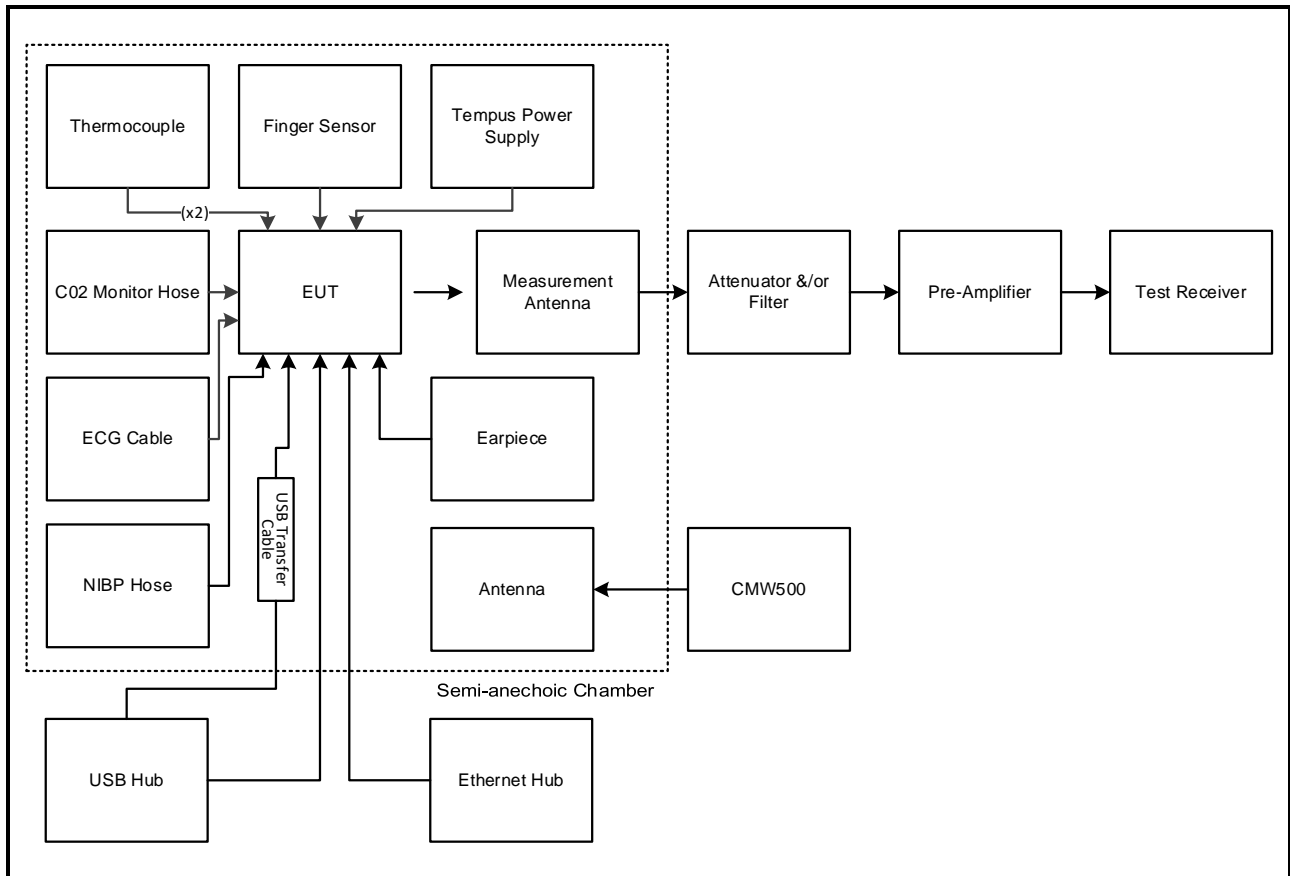 Thermocouple
Finger Sensor
Tempus Power
Supply
(x2)
C02 Monitor Hose
EUT
Measurement
Antenna
Attenuator &/or
Filter
Pre-Amplifier
Test Receiver
ECG Cable
USB Transfer
Cable
Earpiece
NIBP Hose
Antenna
CMW500
Semi-anechoic Chamber
USB Hub
Ethernet Hub